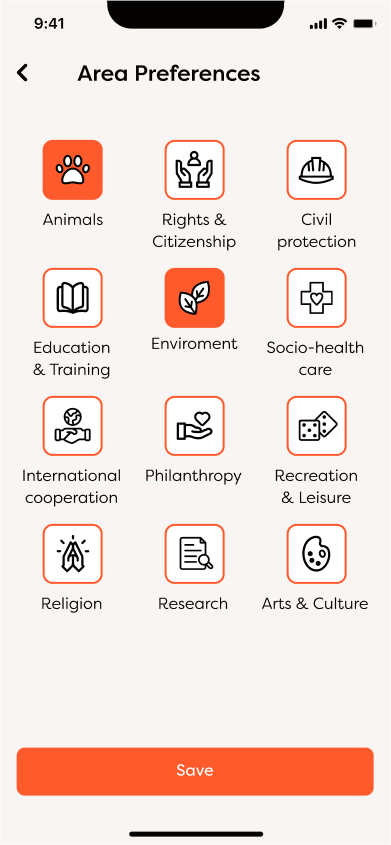 9:41
Area Preferences
Animals
Rights &
Citizenship
Civil
protection
Education
& Training
Enviroment
Socio-health
care
International
cooperation
Philanthropy
Recreation
& Leisure
Religion
Research
Arts & Culture
Save